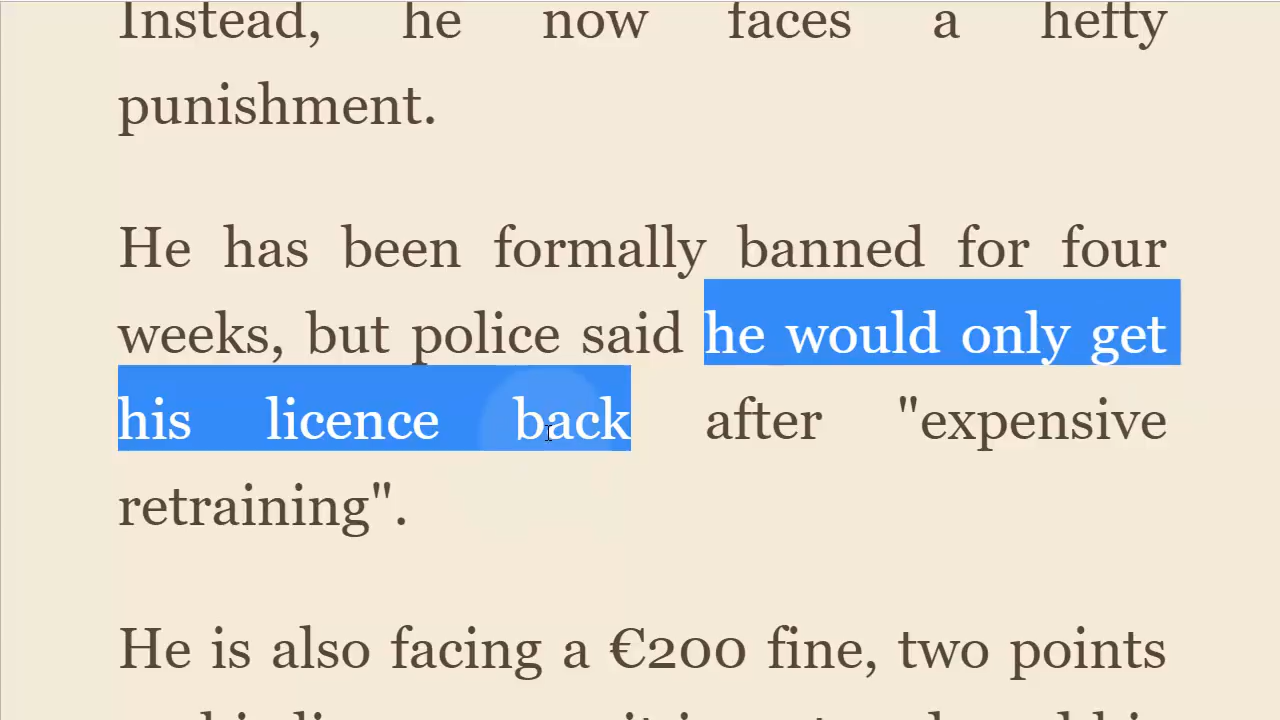 Instead, he now faces a hefty
punishment.
He has been formally banned for four
weeks, but police said he would only get
his licence back after "expensive
retraining".
He is also facing a €200 fine, two points